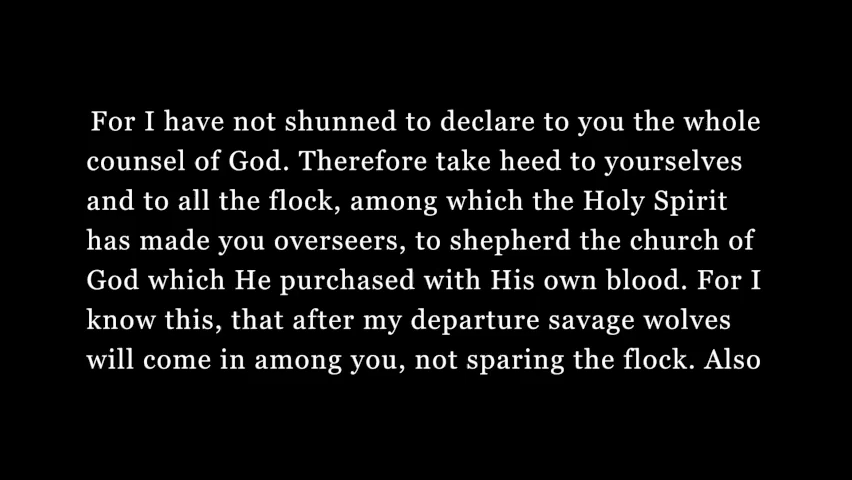 For I have not shunned to declare to you the whole
counsel of God. Therefore take heed to yourselves
and to all the flock, among which the Holy Spirit
has made you overseers, to shepherd the church of
God which He purchased with His own blood. For I
know this, that after my departure savage wolves
will come in among you, not sparing the flock. Also